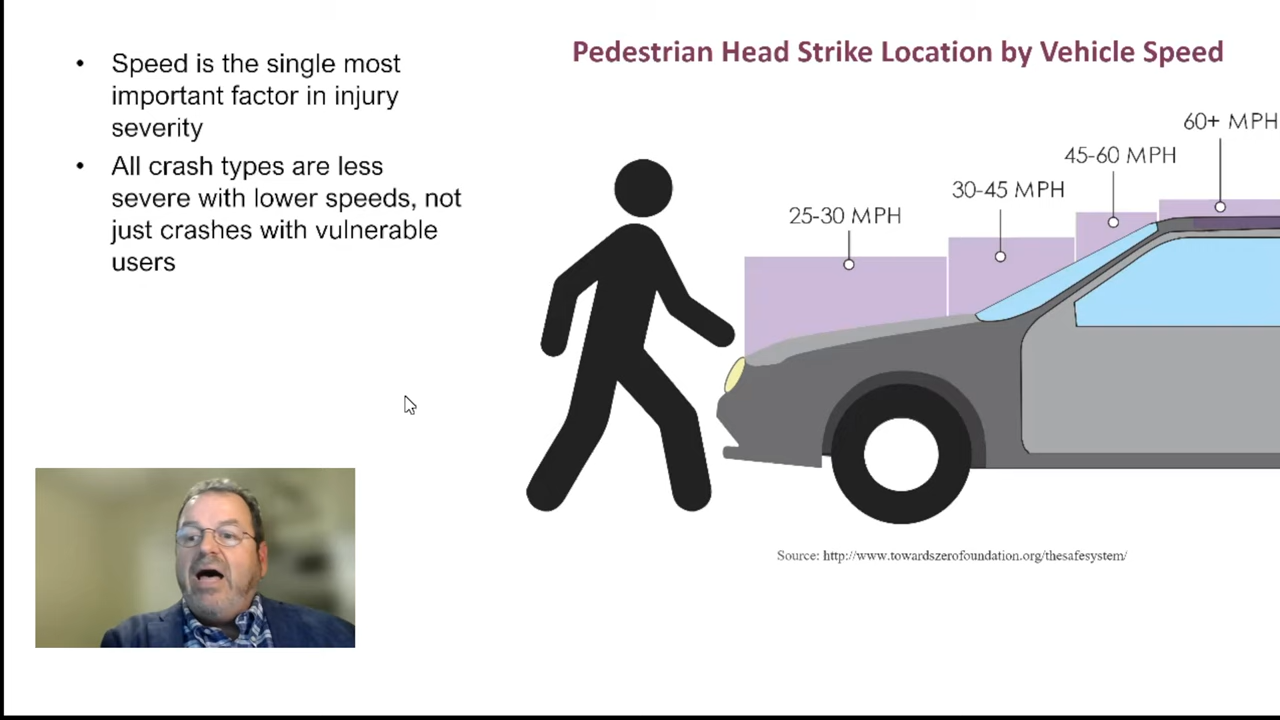 • Speed is the single most
important factor in injury
severity
• All crash types are less
severe with lower speeds, not
just crashes with vulnerable
users
Pedestrian Head Strike Location by Vehicle Speed
60+ MPH
45-60 MPH
30-45 MPH
25-30 MPH
Source: http://www.towardszerofoundation.org/thesafesystem/